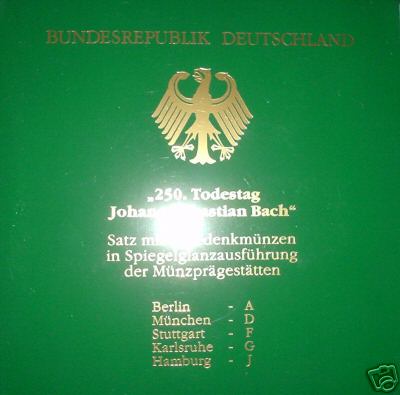 BUNDESREPUBLIK DEUTSCHLAND
„250. Todestag
Bach“
Satz
in Spiegelglanzausführung
der Münzprägestätten
Berlin - A
München - D
Stuttgart - F
Karlsruhe - G
Hamburg - J